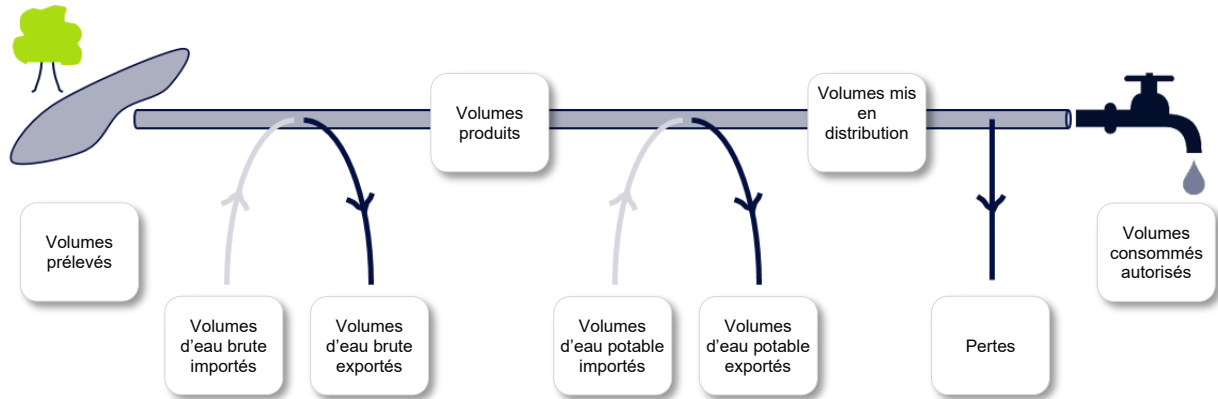 Volumes
prélevés
Volumes
d’eau brute
importés
Volumes
d’eau brute
exportés
Volumes
produits
Volumes
d’eau potable
importés
Volumes
d’eau potable
exportés
Volumes mis
en
distribution
Pertes
Volumes
consommés
autorisés